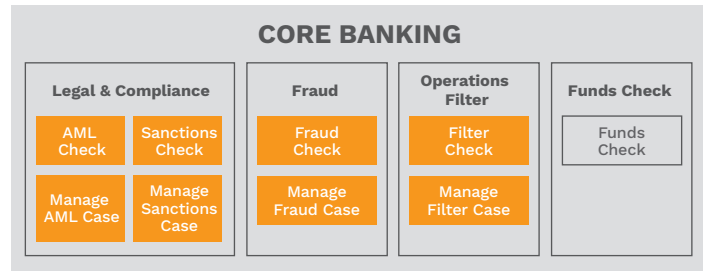 CORE BANKING
Legal & Compliance
AML
Check
Sanctions
Check
Manage
AML Case
Manage
Sanctions
Case
Fraud
Fraud
Check
Manage
Fraud Case
Operations
Filter
Filter
Check
Manage
Filter Case
Funds Check
Funds
Check